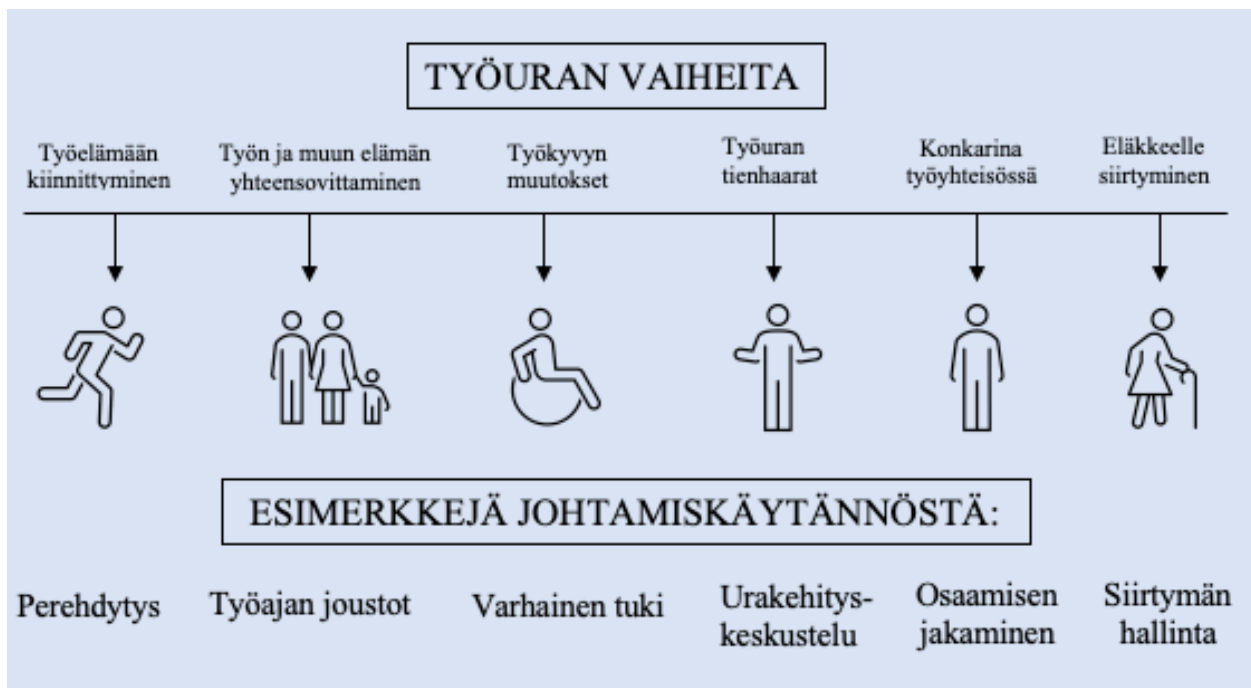 TYÖURAN VAIHEITA
Työelämään
kiinnittyminen
Työn ja muun elämän
yhteensovittaminen
Työkyvyn
muutokset
Työuran
tienhaarat
Konkarina
työyhteisössä
Eläkkeelle
siirtyminen
ESIMERKKEJÄ JOHTAMISKÄYTÄNNÖSTÄ:
Perehdytys
Työajan joustot
Varhainen tuki
Urakehitys-
keskustelu
Osaamisen
jakaminen
Siirtymän
hallinta